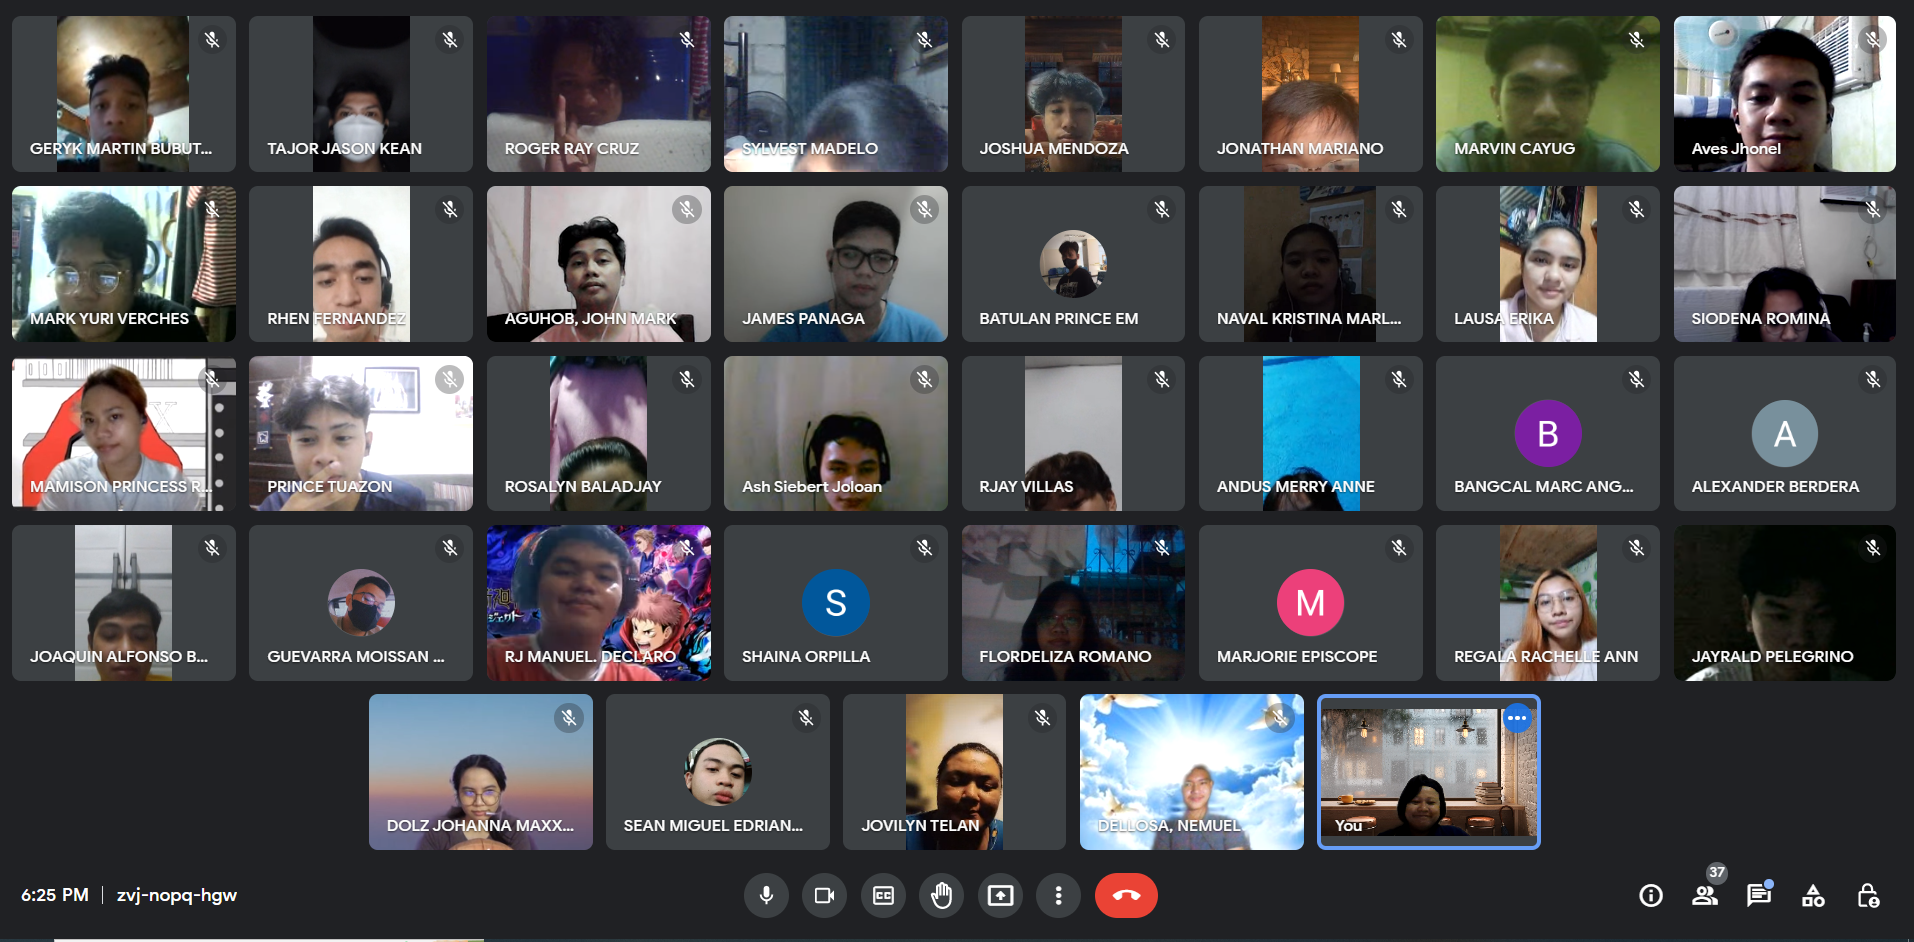 GERYK MARTIN BUBUT...
TAJOR JASON KEAN
ROGER RAY CRUZ
SYLVEST MADELO
JOSHUA MENDOZA
JONATHAN MARIANO
MARVIN CAYUG
Aves Jhonel
MARK YURI VERCHES
RHEN FERNANDEZ
AGUHOB, JOHN MARK
JAMES PANAGA
BATULAN PRINCE EM
NAVAL KRISTINA MARL...
LAUSA ERIKA
SIODENA ROMINA
MAMISON PRINCESS R...
PRINCE TUAZON
ROSALYN BALADJAY
Ash Siebert Joloan
RJAY VILLAS
ANDUS MERRY ANNE
B
BANGCAL MARC ANG...
A
ALEXANDER BERDERA
JOAQUIN ALFONSO B...
GUEVARRA MOISSAN ...
RJ MANUEL. DECLARO
S
SHAINA ORPILLA
FLORDELIZA ROMANO
M
MARJORIE EPISCOPE
REGALA RACHELLE ANN
JAYRALD PELEGRINO
DOLZ JOHANNA MAXX...
SEAN MIGUEL EDRIAN...
JOVILYN TELAN
DELLOSA, NEMUEL.
You
6:25 PM | zvj-nopq-hgw
CC
37